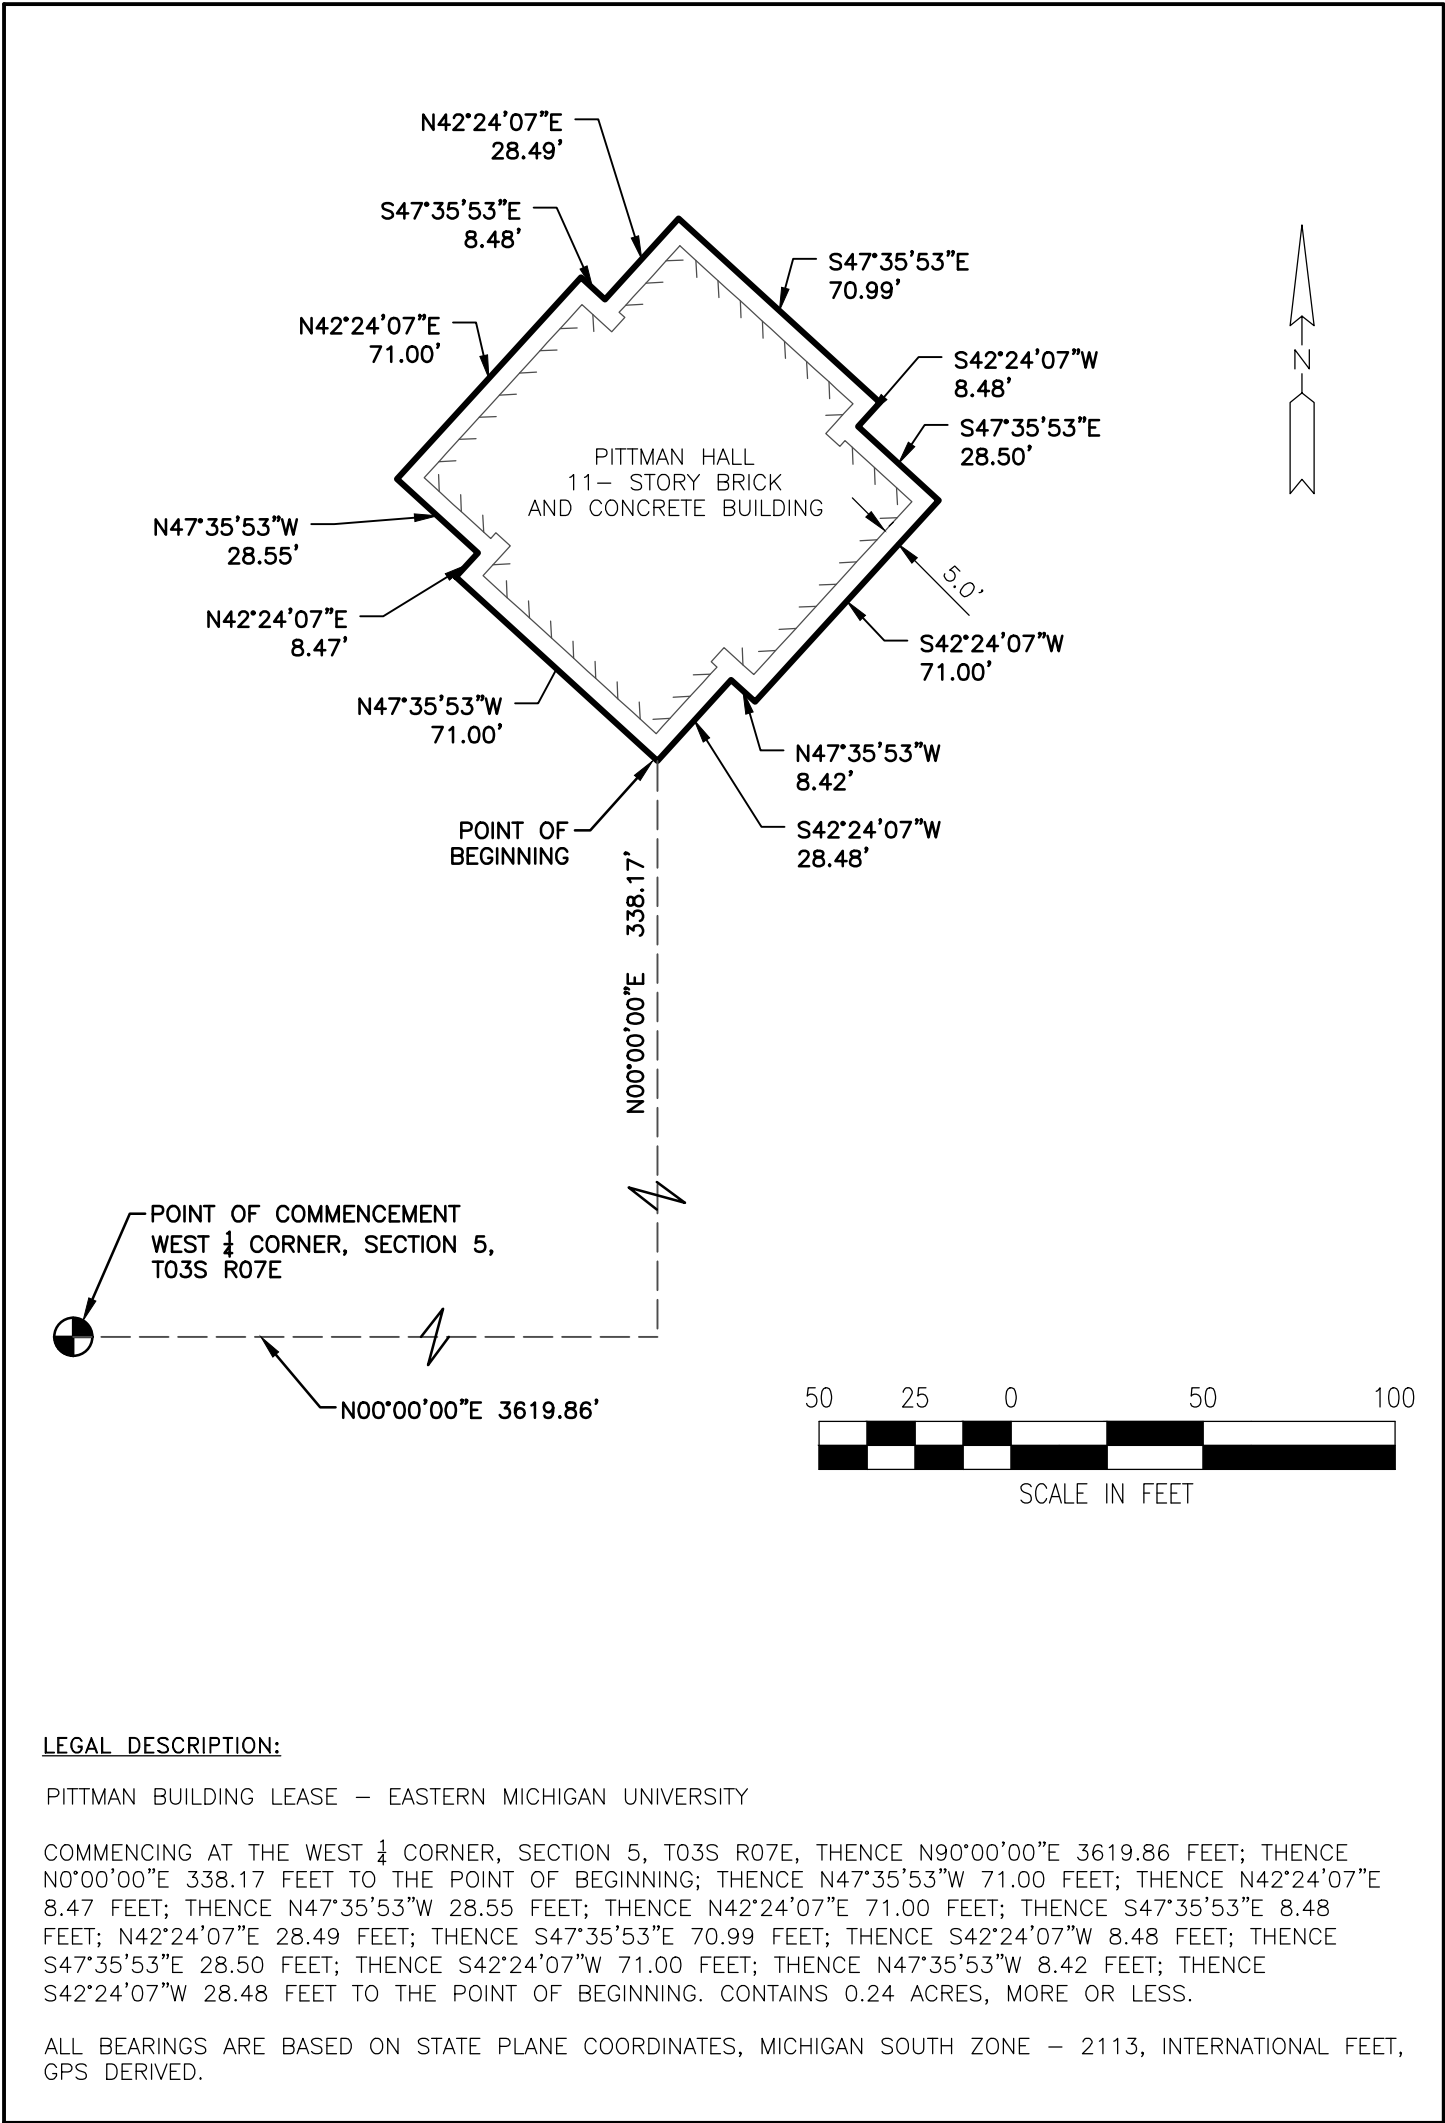 N42°24'07"E
28.49'
S47°35'53"E
8.48'
S47°35'53"E
70.99'
N42°24'07"E
71.00'
S42°24'07"W
8.48'
N
S47°35'53"E
28.50'
PITTMAN HALL
11- STORY BRICK
AND CONCRETE BUILDING
N47°35'53"W
28.55'
5.0'
N42°24'07"E
8.47'
S42°24'07"W
71.00'
N47°35'53"W
71.00'
N47°35'53"W
8.42'
POINT OF
BEGINNING
S42°24'07"W
28.48'
N00°00'00"E 338.17'
POINT OF COMMENCEMENT
WEST 1/4 CORNER, SECTION 5,
T03S R07E
N00°00'00"E 3619.86'
50 25 0 50 100
SCALE IN FEET
LEGAL DESCRIPTION:
PITTMAN BUILDING LEASE - EASTERN MICHIGAN UNIVERSITY
COMMENCING AT THE WEST 1/4 CORNER, SECTION 5, T03S R07E, THENCE N90°00'00"E 3619.86 FEET; THENCE
N0°00'00"E 338.17 FEET TO THE POINT OF BEGINNING; THENCE N47°35'53"W 71.00 FEET; THENCE N42°24'07"E
8.47 FEET; THENCE N47°35'53"W 28.55 FEET; THENCE N42°24'07"E 71.00 FEET; THENCE S47°35'53"E 8.48
FEET; N42°24'07"E 28.49 FEET; THENCE S47°35'53"E 70.99 FEET; THENCE S42°24'07"W 8.48 FEET; THENCE
S47°35'53"E 28.50 FEET; THENCE S42°24'07"W 71.00 FEET; THENCE N47°35'53"W 8.42 FEET; THENCE
S42°24'07"W 28.48 FEET TO THE POINT OF BEGINNING. CONTAINS 0.24 ACRES, MORE OR LESS.
ALL BEARINGS ARE BASED ON STATE PLANE COORDINATES, MICHIGAN SOUTH ZONE - 2113, INTERNATIONAL FEET,
GPS DERIVED.